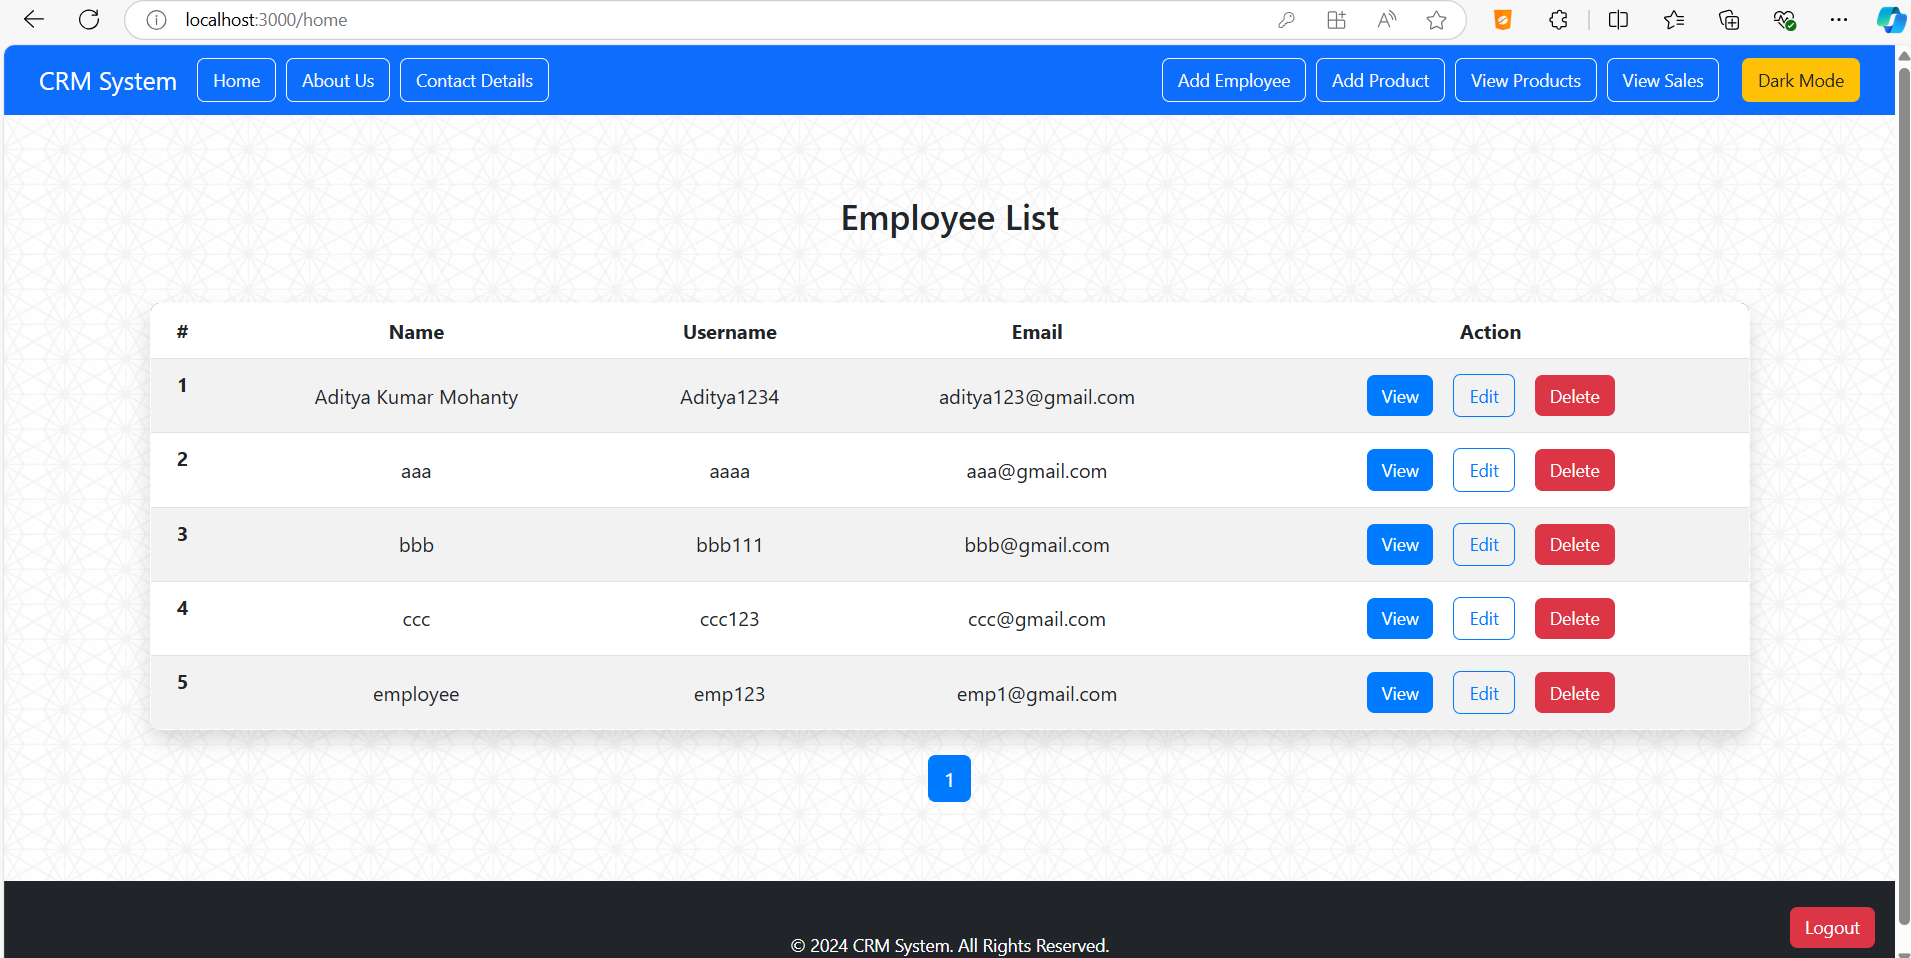 localhost:3000/home
CRM System Home About Us Contact Details Add Employee Add Product View Products View Sales Dark Mode
Employee List
# Name Username Email Action
1 Aditya Kumar Mohanty Aditya1234 aditya123@gmail.com View Edit Delete
2 aaa aaaa aaa@gmail.com View Edit Delete
3 bbb bbb111 bbb@gmail.com View Edit Delete
4 ccc ccc123 ccc@gmail.com View Edit Delete
5 employee emp123 emp1@gmail.com View Edit Delete
1
Logout
© 2024 CRM System. All Rights Reserved.